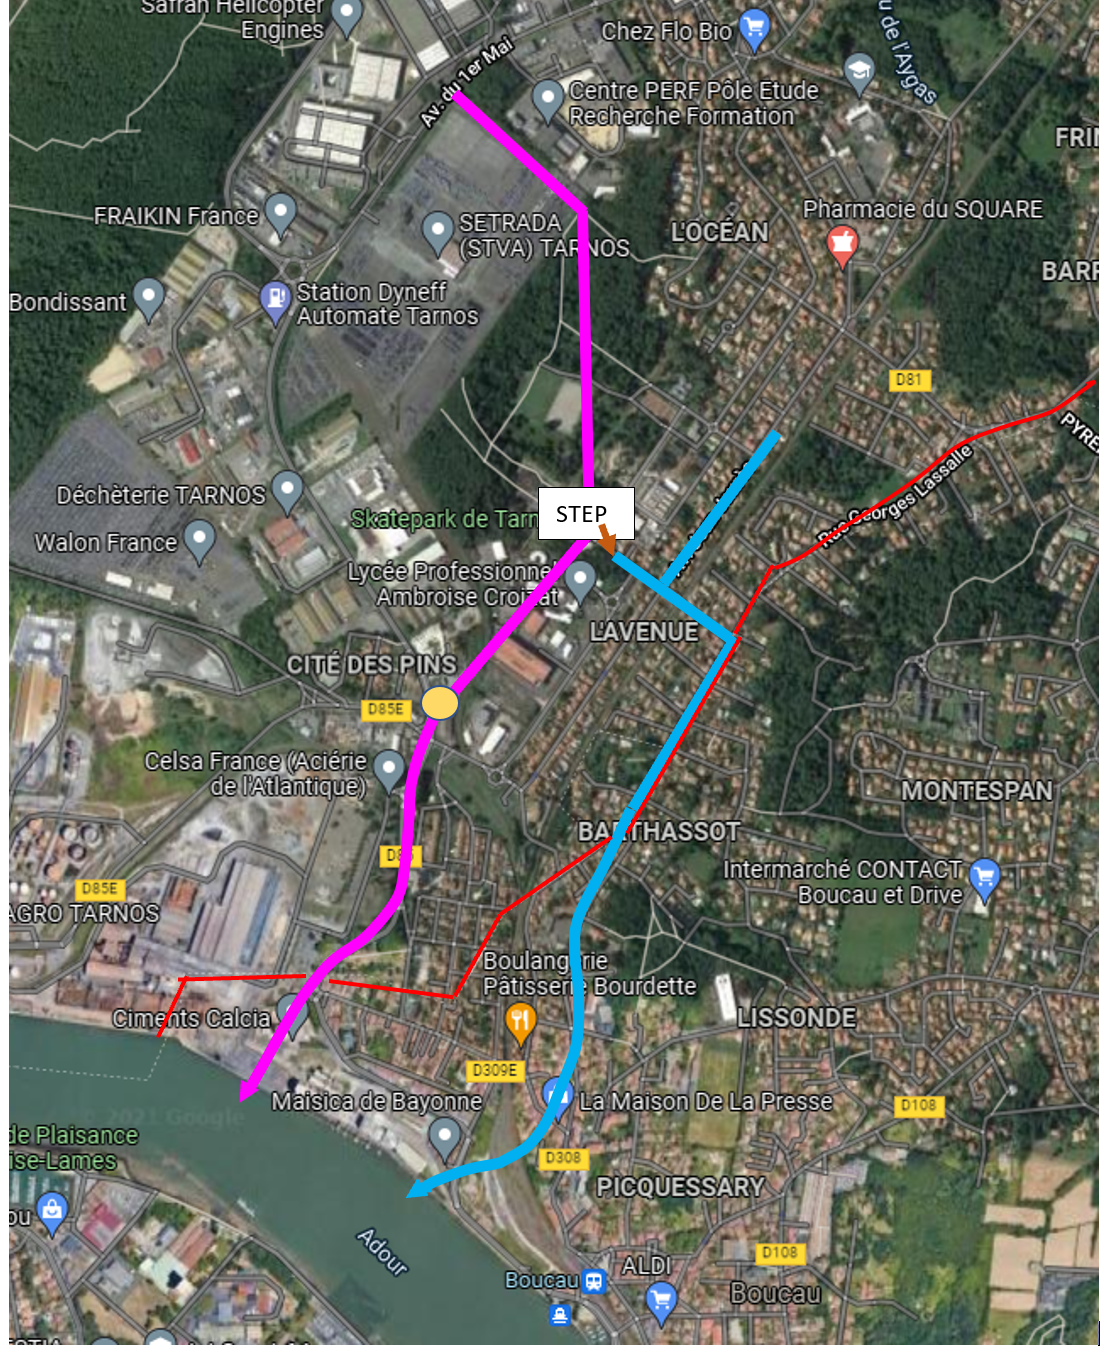 Safran Helicopter
Engines
Chez Flo Bio
u de l'Aygas
Av. du 1er Mai
Centre PERF Pôle Etude
Recherche Formation
FRAIKIN France
SETRADA
(STVA) TARNOS
L'OCÉAN
Pharmacie du SQUARE
Bondissant
Station Dyneff
Automate Tarnos
D81
Déchèterie TARNOS
Rue Georges Lassalle
Skatepark de Tarn
STEP
Walon France
Lycée Professionnel
Ambroise Croizat
L'AVENUE
CITÉ DES PINS
D85E
Celsa France (Aciérie
de l'Atlantique)
MONTESPAN
BARTHASSOT
Intermarché CONTACT
Boucau et Drive
D85E
AGRO TARNOS
Boulangerie
Pâtisserie Bourdette
Ciments Calcia
LISSONDE
D309E
Maïsica de Bayonne
La Maison De La Presse
D108
de Plaisance
ise-Lames
D308
PICQUESSARY
ou
Adour
D108
Boucau
ALDI
Boucau